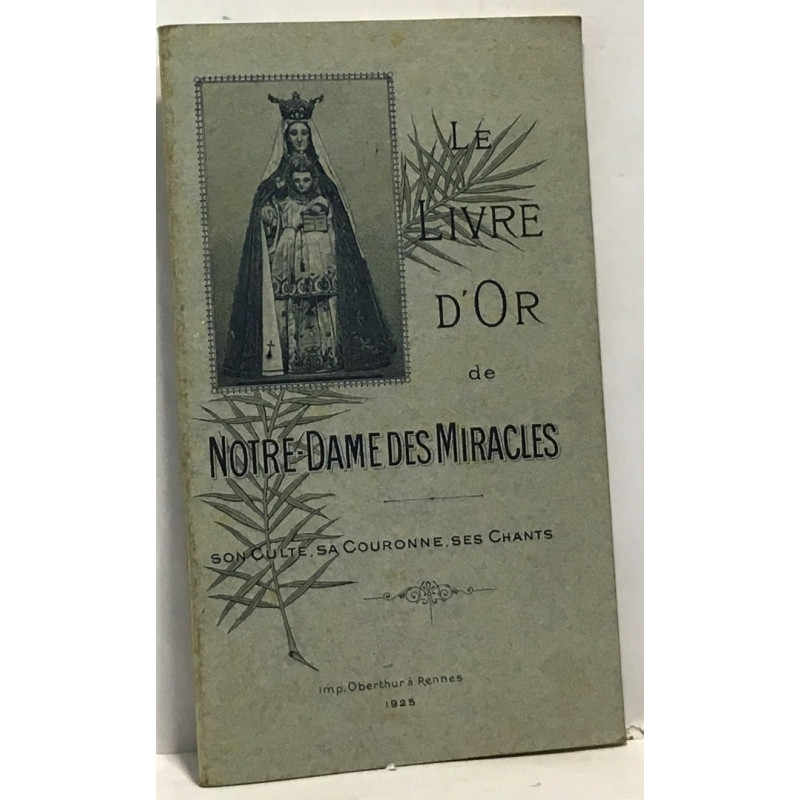 LE
LIVRE
D'OR
de
NOTRE-DAME DES MIRACLES
SON CULTE, SA COURONNE, SES CHANTS
imp. Oberthur à Rennes
1925